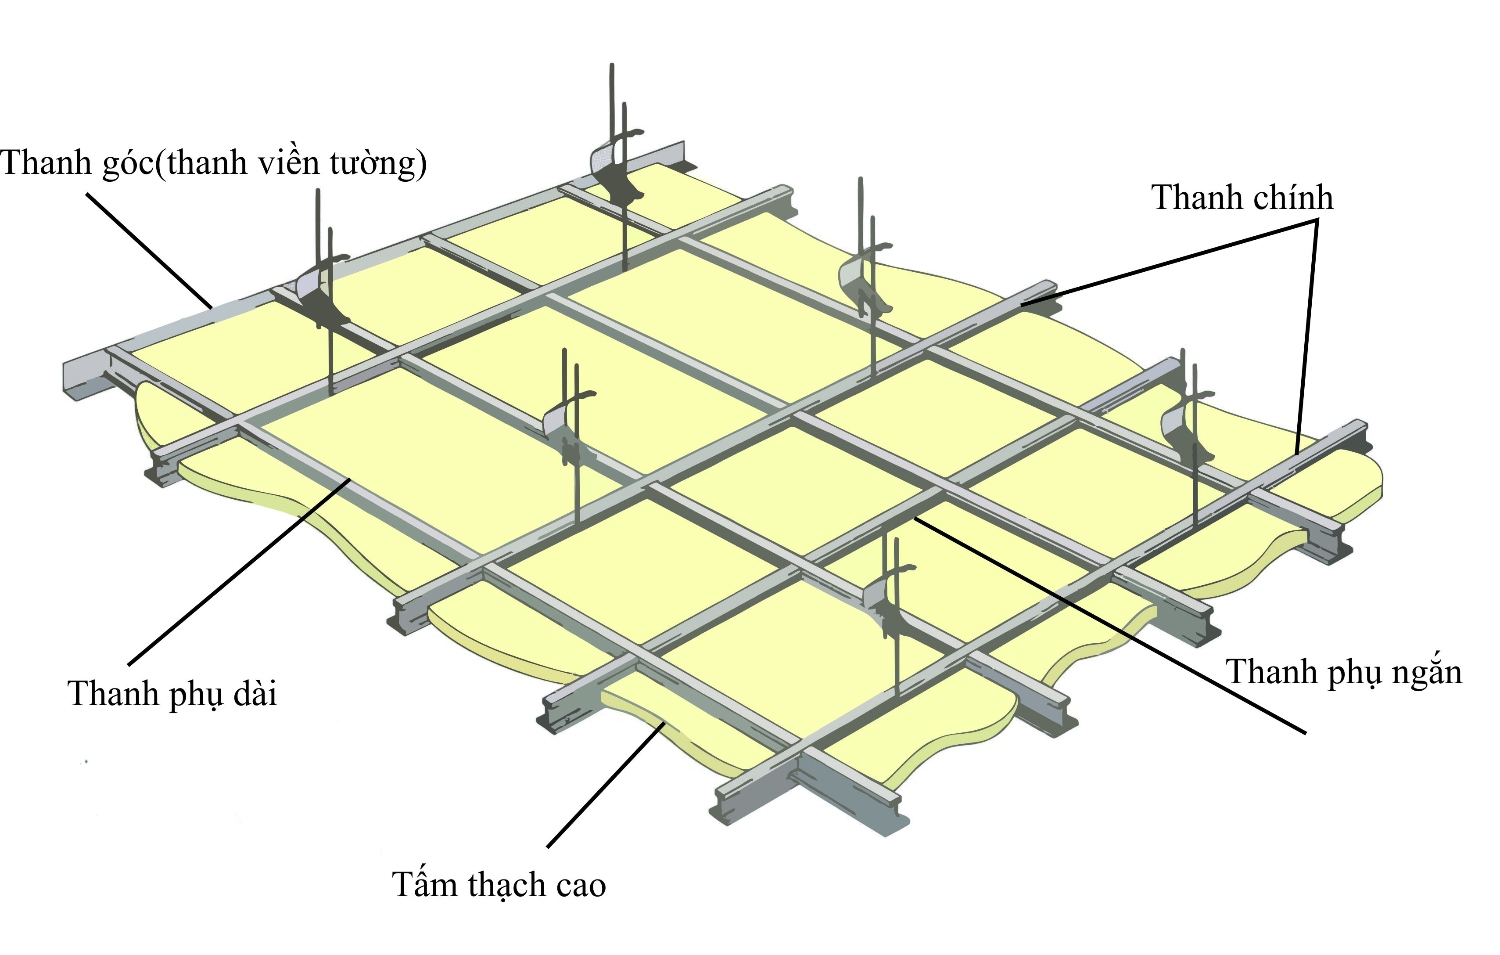 Thanh góc(thanh viền tường)
Thanh chính
Thanh phụ dài
Thanh phụ ngắn
Tấm thạch cao